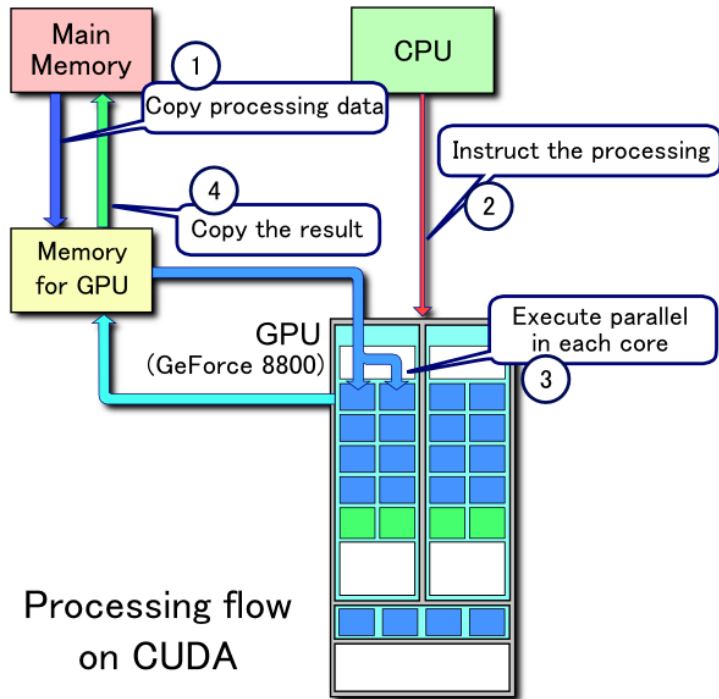 Main
Memory
CPU
1
Copy processing data
Instruct the processing
2
4
Copy the result
Memory
for GPU
GPU
(GeForce 8800)
Execute parallel
in each core
3
Processing flow
on CUDA